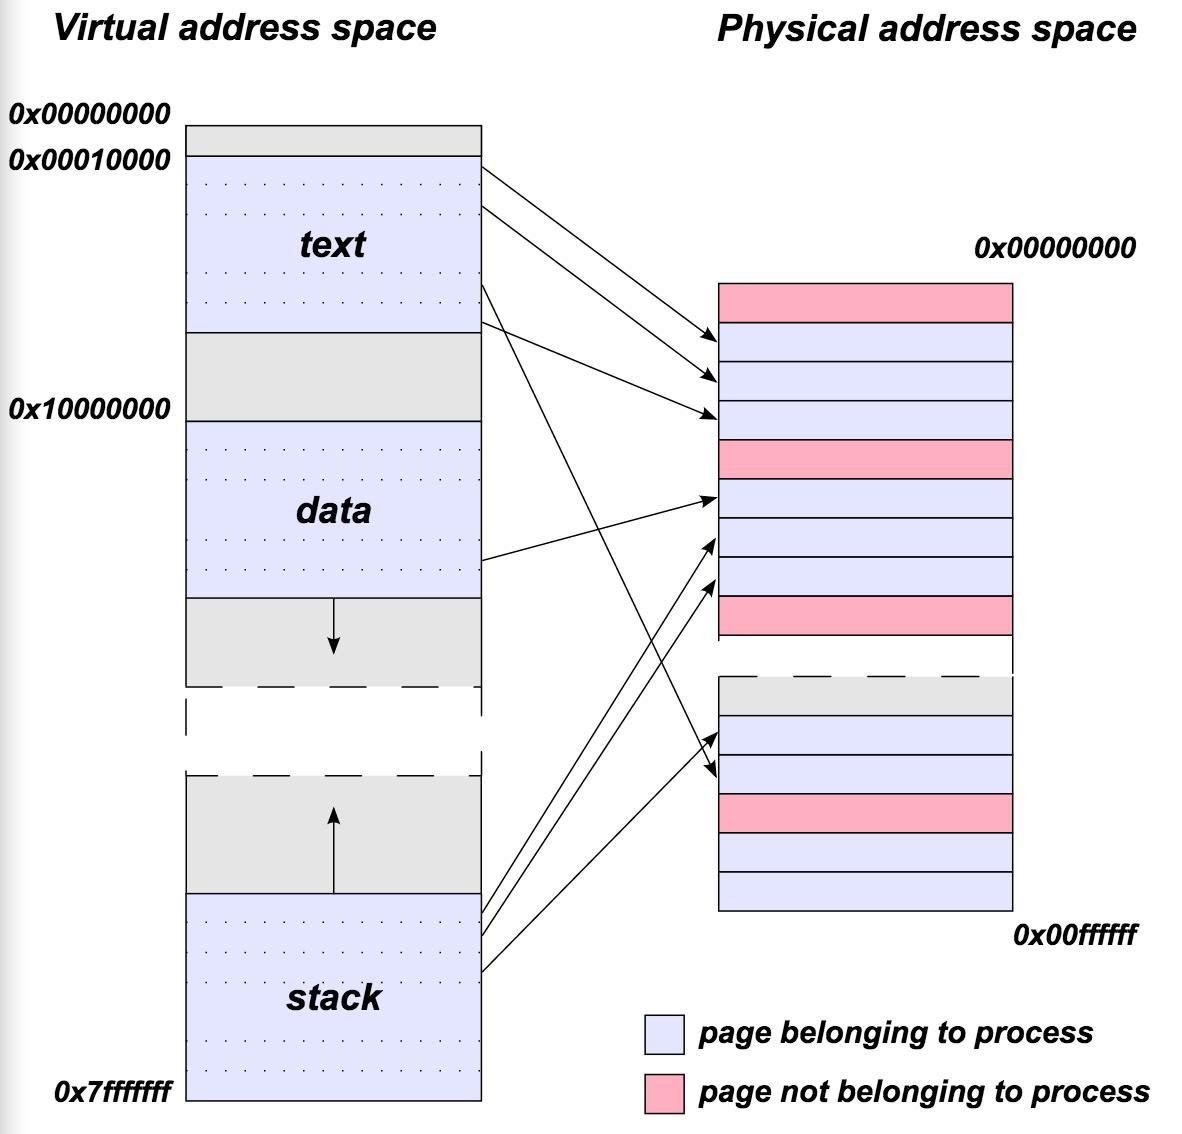 Virtual address space
Physical address space
0x00000000
0x00010000
text
0x00000000
0x10000000
data
stack
0x7fffffff
0x00ffffff
page belonging to process
page not belonging to process